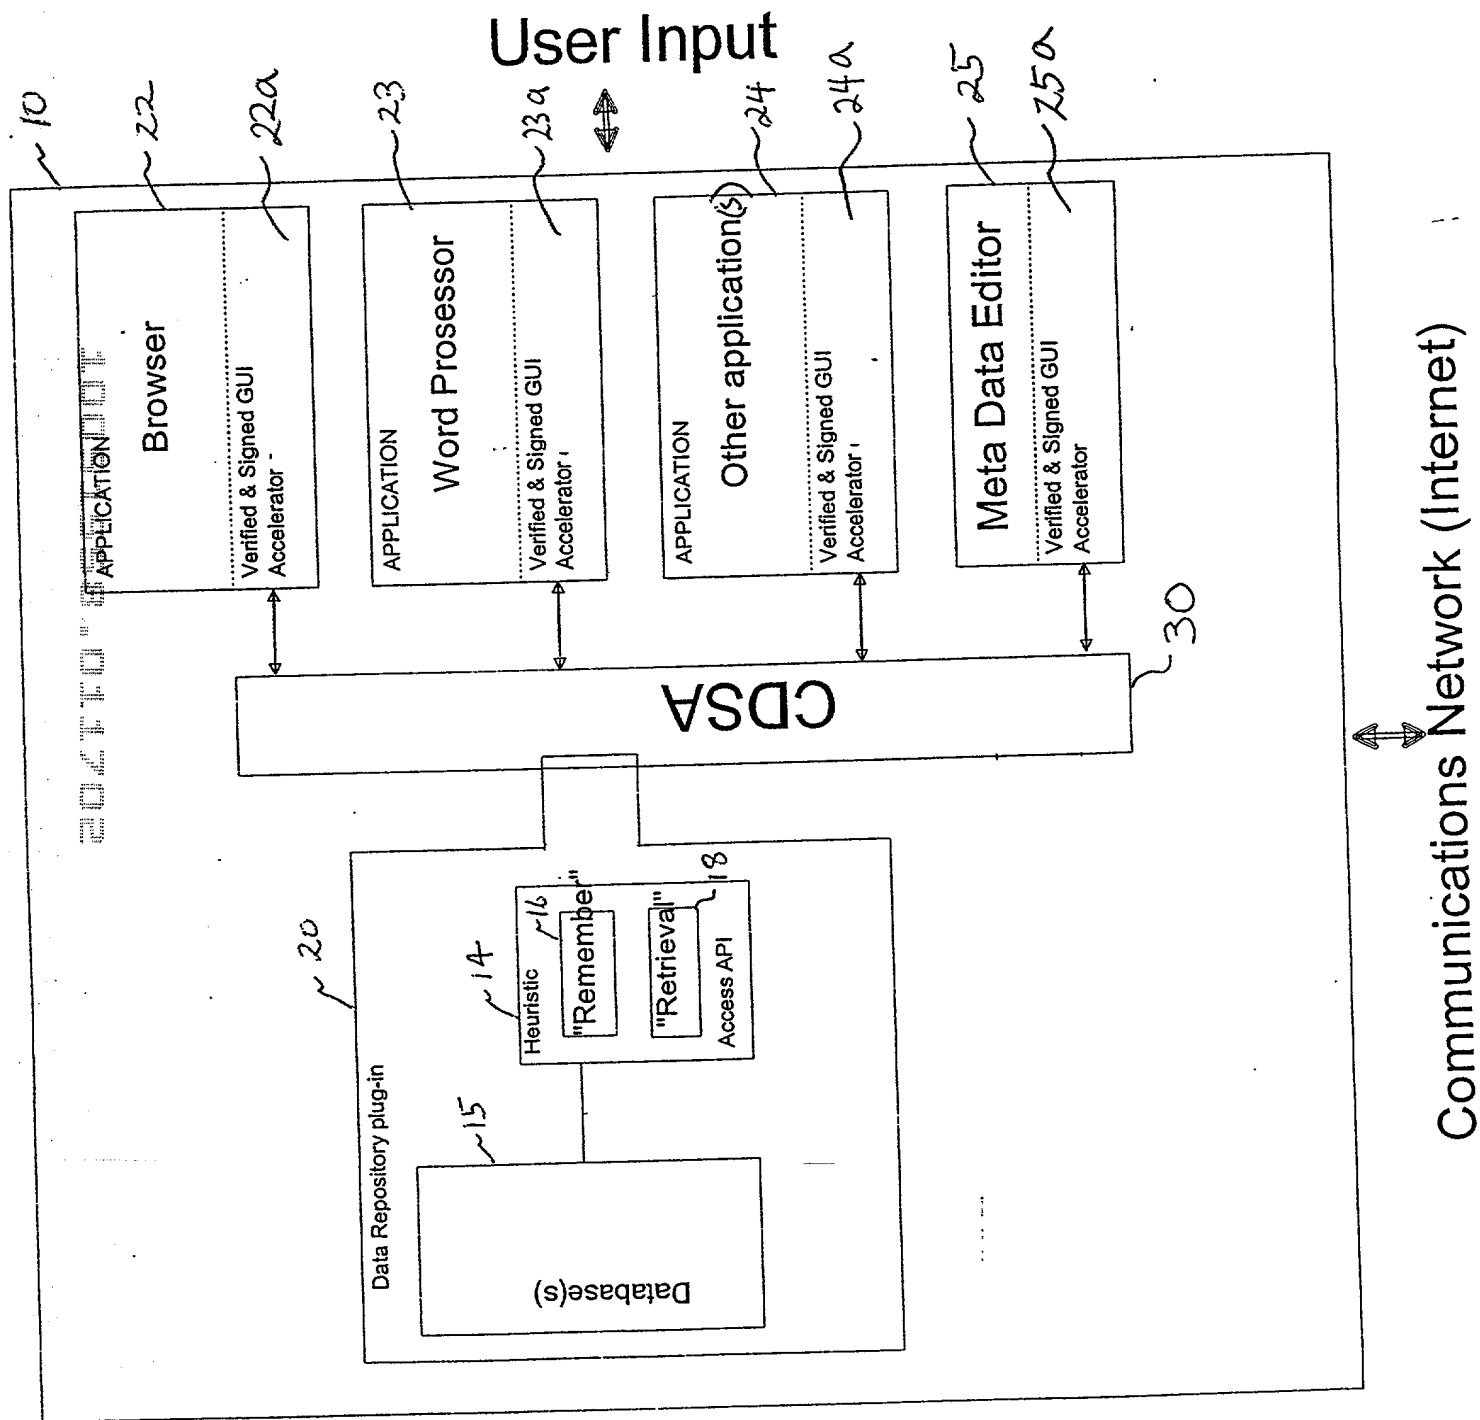 User Input
10
22
22a
23
23a
24
24a
25
25a
APPLICATION
Browser
Verified & Signed GUI
Accelerator
APPLICATION
Word Prosessor
Verified & Signed GUI
Accelerator
APPLICATION
Other application(s)
Verified & Signed GUI
Accelerator
Meta Data Editor
Verified & Signed GUI
Accelerator
CDSA
30
20
Data Repository plug-in
14
Heuristic
16
"Remember"
"Retrieval"
18
Access API
15
Database(s)
Communications Network (Internet)